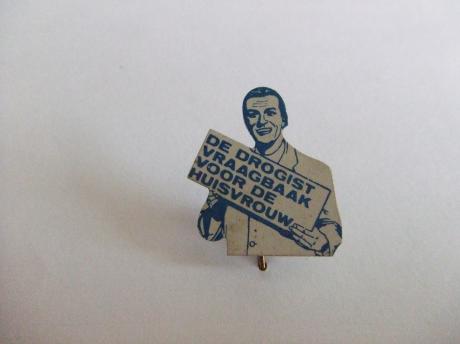 DE DROGIST
VRAAGBAAK
VOOR DE
HUISVROUW